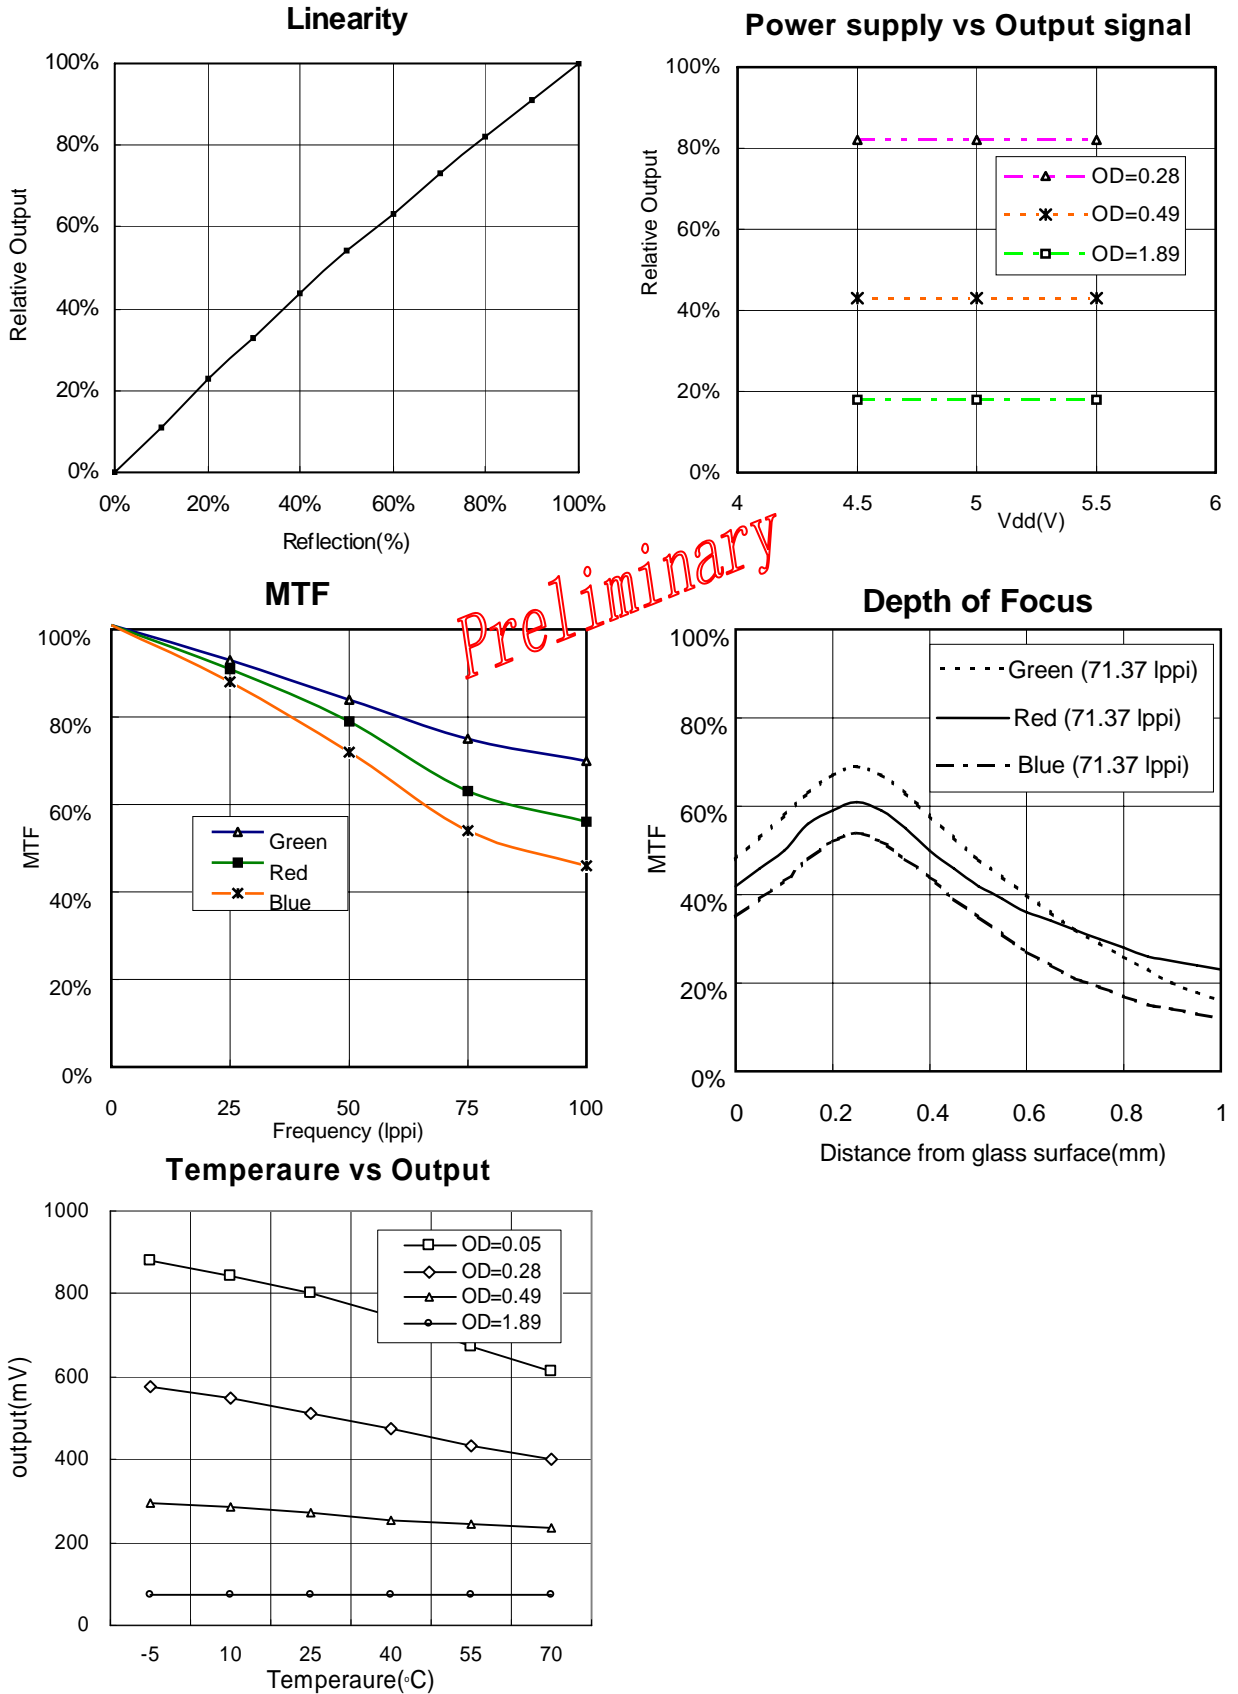 Linearity
100%
80%
60%
40%
20%
0%
Relative Output
0% 20% 40% 60% 80% 100%
Reflection(%)
Power supply vs Output signal
100%
80%
60%
40%
20%
0%
Relative Output
OD=0.28
OD=0.49
OD=1.89
4 4.5 5 5.5 6
Vdd(V)
Preliminary
MTF
100%
80%
60%
40%
20%
0%
MTF
Green
Red
Blue
0 25 50 75 100
Frequency (lppi)
Depth of Focus
100%
80%
60%
40%
20%
0%
MTF
Green (71.37 lppi)
Red (71.37 lppi)
Blue (71.37 lppi)
0 0.2 0.4 0.6 0.8 1
Distance from glass surface(mm)
Temperaure vs Output
1000
800
600
400
200
0
output(mV)
OD=0.05
OD=0.28
OD=0.49
OD=1.89
-5 10 25 40 55 70
Temperaure(°C)